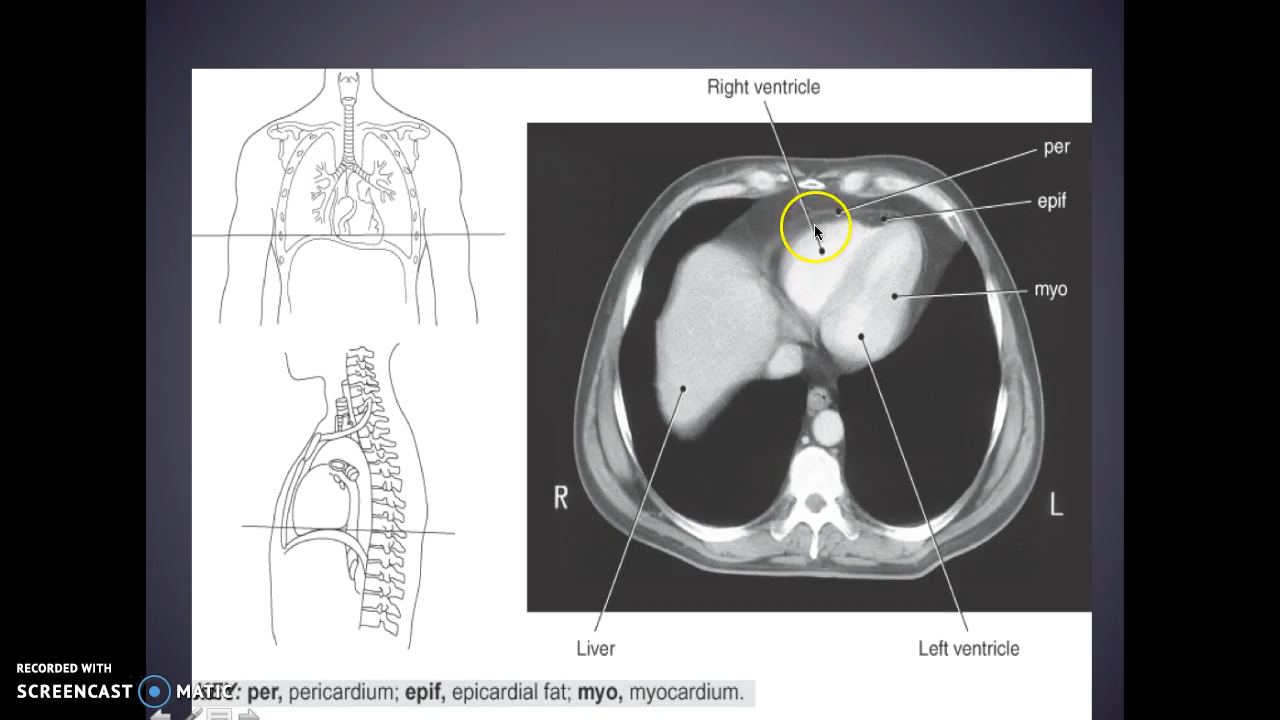 Right ventricle
per
epif
myo
R
L
Liver
Left ventricle
RECORDED WITH
SCREENCAST MATIC
per, pericardium; epif, epicardial fat; myo, myocardium.